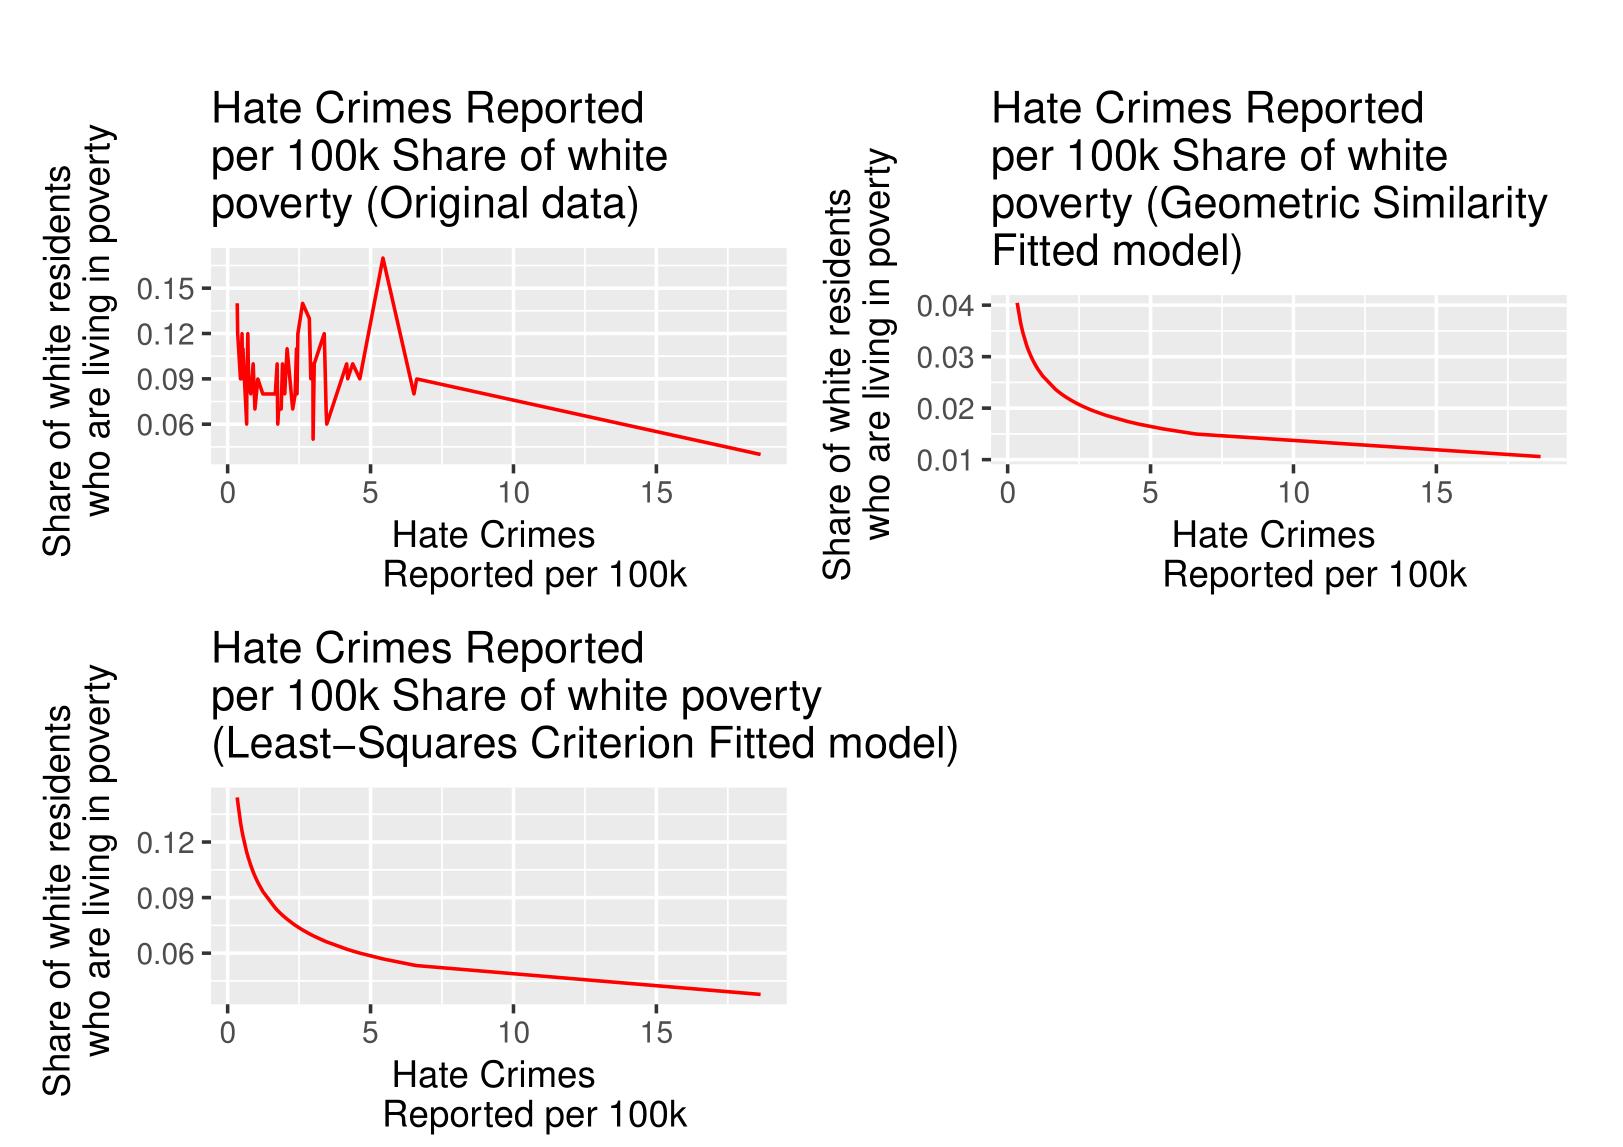 Hate Crimes Reported
per 100k Share of white
poverty (Original data)
Share of white residents
who are living in poverty
0.15
0.12
0.09
0.06
0 5 10 15
Hate Crimes
Reported per 100k
Hate Crimes Reported
per 100k Share of white
poverty (Geometric Similarity
Fitted model)
Share of white residents
who are living in poverty
0.04
0.03
0.02
0.01
0 5 10 15
Hate Crimes
Reported per 100k
Hate Crimes Reported
per 100k Share of white poverty
(Least−Squares Criterion Fitted model)
Share of white residents
who are living in poverty
0.12
0.09
0.06
0 5 10 15
Hate Crimes
Reported per 100k